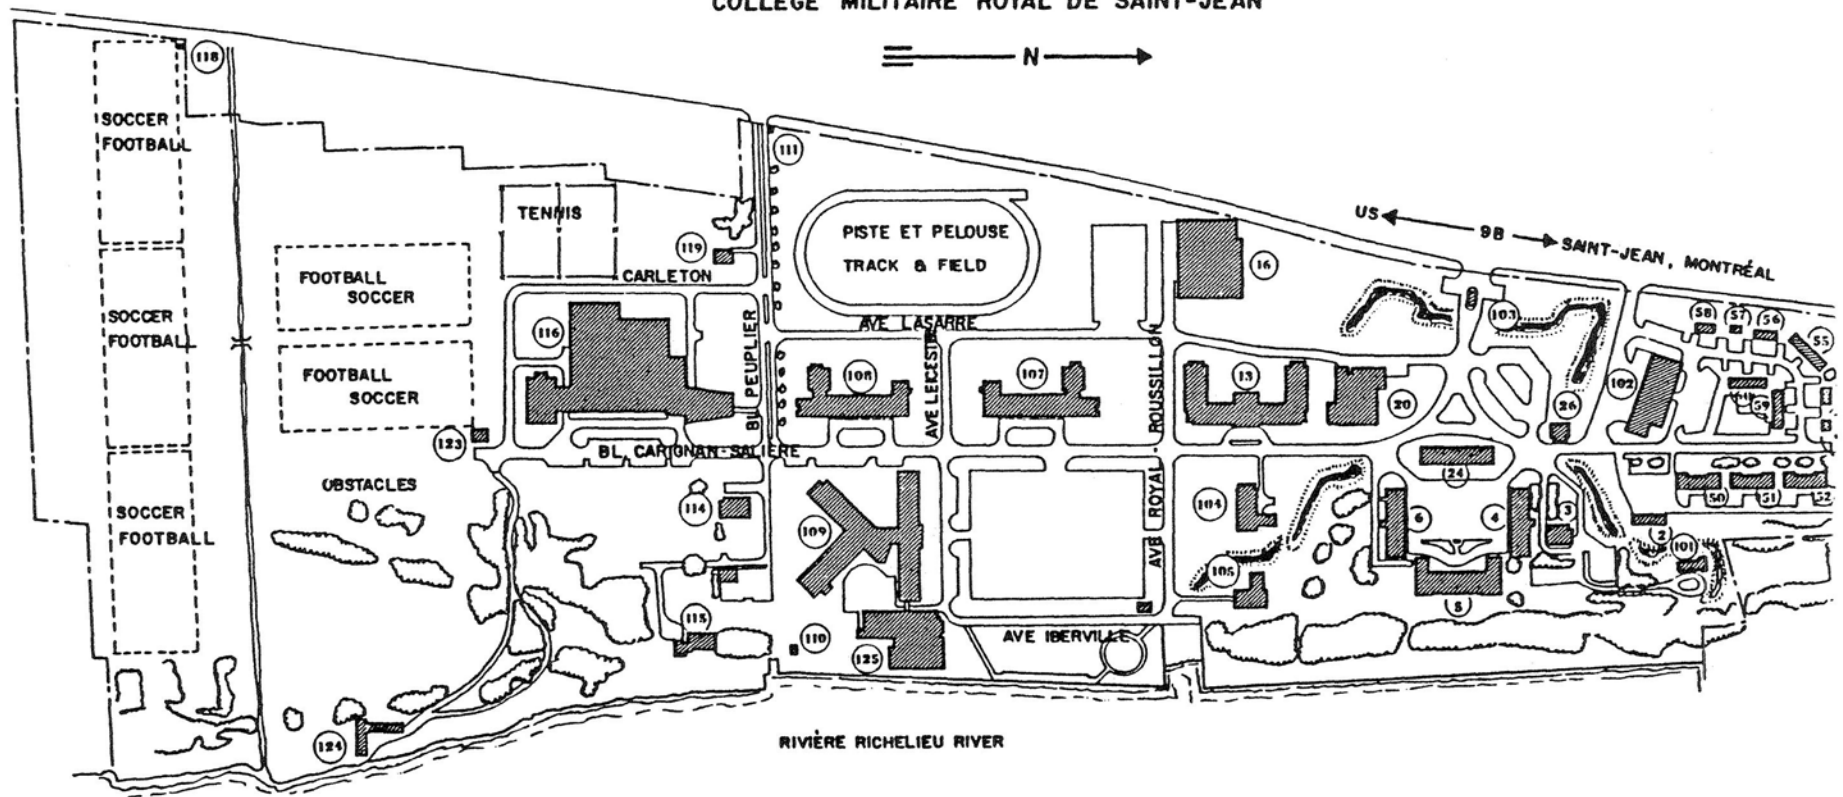 COLLÈGE MILITAIRE ROYAL DE SAINT-JEAN
N
118
SOCCER
FOOTBALL
111
TENNIS
PISTE ET PELOUSE
TRACK & FIELD
US
9B
SAINT-JEAN, MONTRÉAL
119
CARLETON
16
FOOTBALL
SOCCER
SOCCER
FOOTBALL
116
BL PEUPLIER
AVE LASARRE
AVE LEICESTER
AVE ROYAL-ROUSSILLON
103
58
57
56
55
FOOTBALL
SOCCER
108
107
13
20
26
102
59
123
BL CARIGNAN-SALIÈRE
24
OBSTACLES
114
109
104
6
4
3
50
51
52
SOCCER
FOOTBALL
2
101
105
5
115
110
125
AVE IBERVILLE
124
RIVIÈRE RICHELIEU RIVER